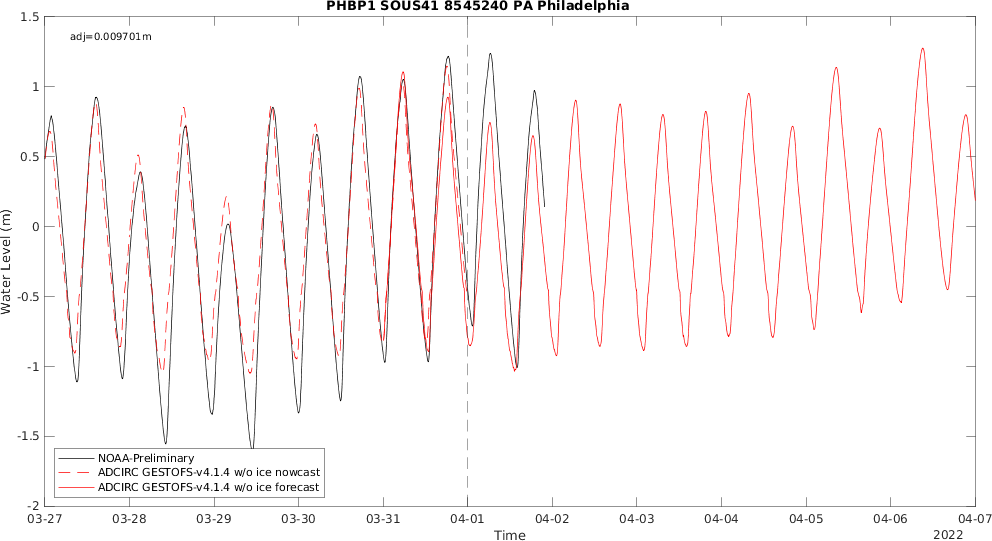 PHBP1 SOUS41 8545240 PA Philadelphia
adj=0.009701m
1.5
1
0.5
0
-0.5
-1
-1.5
-2
Water Level (m)
NOAA-Preliminary
ADCIRC GESTOFS-v4.1.4 w/o ice nowcast
ADCIRC GESTOFS-v4.1.4 w/o ice forecast
03-27 03-28 03-29 03-30 03-31 04-01 04-02 04-03 04-04 04-05 04-06 04-07
Time
2022